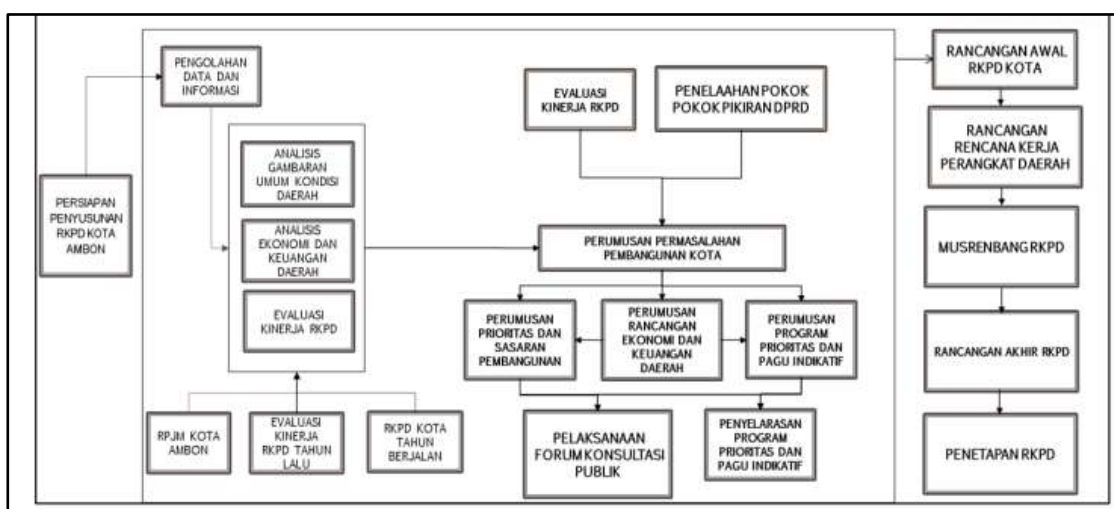 PERSIAPAN
PENYUSUNAN
RKPD KOTA
AMBON
PENGOLAHAN
DATA DAN
INFORMASI
ANALISIS
GAMBARAN
UMUM KONDISI
DAERAH
ANALISIS
EKONOMI DAN
KEUANGAN
DAERAH
EVALUASI
KINERJA RKPD
RPJM KOTA
AMBON
EVALUASI
KINERJA
RKPD TAHUN
LALU
RKPD KOTA
TAHUN
BERJALAN
EVALUASI
KINERJA RKPD
PENELAAHAN POKOK
POKOK PIKIRAN DPRD
PERUMUSAN PERMASALAHAN
PEMBANGUNAN KOTA
PERUMUSAN
PRIORITAS DAN
SASARAN
PEMBANGUNAN
PERUMUSAN
RANCANGAN
EKONOMI DAN
KEUANGAN
DAERAH
PERUMUSAN
PROGRAM
PRIORITAS DAN
PAGU INDIKATIF
PELAKSANAAN
FORUM KONSULTASI
PUBLIK
PENYELARASAN
PROGRAM
PRIORITAS DAN
PAGU INDIKATIF
RANCANGAN AWAL
RKPD KOTA
RANCANGAN
RENCANA KERJA
PERANGKAT DAERAH
MUSRENBANG RKPD
RANCANGAN AKHIR RKPD
PENETAPAN RKPD